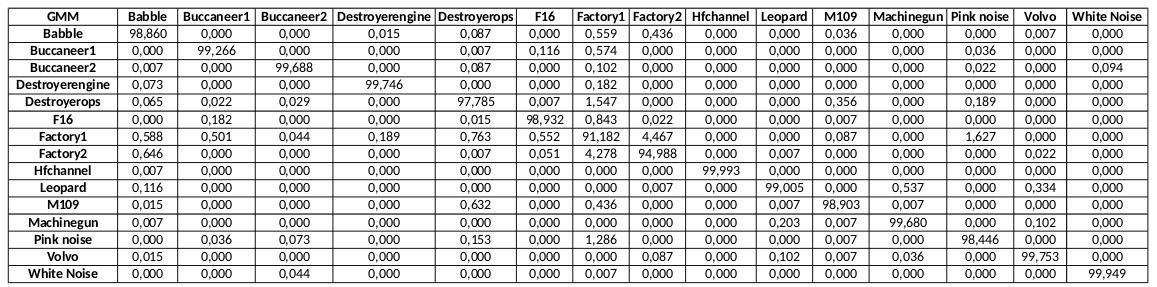 GMM Babble Buccaneer1 Buccaneer2 Destroyerengine Destroyerops F16 Factory1 Factory2 Hfchannel Leopard M109 Machinegun Pink noise Volvo White Noise
Babble 98,860 0,000 0,000 0,015 0,087 0,000 0,559 0,436 0,000 0,000 0,036 0,000 0,000 0,007 0,000
Buccaneer1 0,000 99,266 0,000 0,000 0,007 0,116 0,574 0,000 0,000 0,000 0,000 0,000 0,036 0,000 0,000
Buccaneer2 0,007 0,000 99,688 0,000 0,087 0,000 0,102 0,000 0,000 0,000 0,000 0,000 0,022 0,000 0,094
Destroyerengine 0,073 0,000 0,000 99,746 0,000 0,000 0,182 0,000 0,000 0,000 0,000 0,000 0,000 0,000 0,000
Destroyerops 0,065 0,022 0,029 0,000 97,785 0,007 1,547 0,000 0,000 0,000 0,356 0,000 0,189 0,000 0,000
F16 0,000 0,182 0,000 0,000 0,015 98,932 0,843 0,022 0,000 0,000 0,007 0,000 0,000 0,000 0,000
Factory1 0,588 0,501 0,044 0,189 0,763 0,552 91,182 4,467 0,000 0,000 0,087 0,000 1,627 0,000 0,000
Factory2 0,646 0,000 0,000 0,000 0,007 0,051 4,278 94,988 0,000 0,007 0,000 0,000 0,000 0,022 0,000
Hfchannel 0,007 0,000 0,000 0,000 0,000 0,000 0,000 0,000 99,993 0,000 0,000 0,000 0,000 0,000 0,000
Leopard 0,116 0,000 0,000 0,000 0,000 0,000 0,000 0,007 0,000 99,005 0,000 0,537 0,000 0,334 0,000
M109 0,015 0,000 0,000 0,000 0,632 0,000 0,436 0,000 0,000 0,007 98,903 0,007 0,000 0,000 0,000
Machinegun 0,007 0,000 0,000 0,000 0,000 0,000 0,000 0,000 0,000 0,203 0,007 99,680 0,000 0,102 0,000
Pink noise 0,000 0,036 0,073 0,000 0,153 0,000 1,286 0,000 0,000 0,000 0,007 0,000 98,446 0,000 0,000
Volvo 0,015 0,000 0,000 0,000 0,000 0,000 0,000 0,087 0,000 0,102 0,007 0,036 0,000 99,753 0,000
White Noise 0,000 0,000 0,044 0,000 0,000 0,000 0,007 0,000 0,000 0,000 0,000 0,000 0,000 0,000 99,949